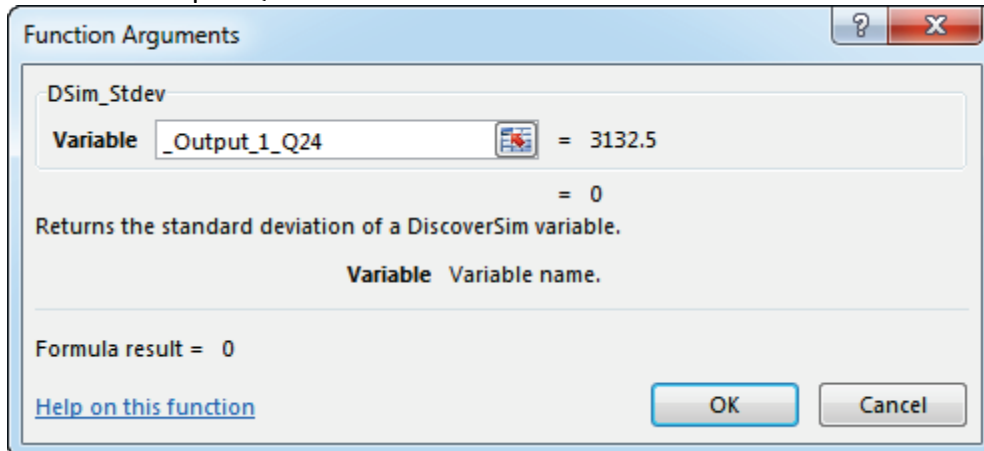 Function Arguments
?
X
DSim_Stdev
Variable _Output_1_Q24 = 3132.5
= 0
Returns the standard deviation of a DiscoverSim variable.
Variable Variable name.
Formula result = 0
Help on this function
OK
Cancel